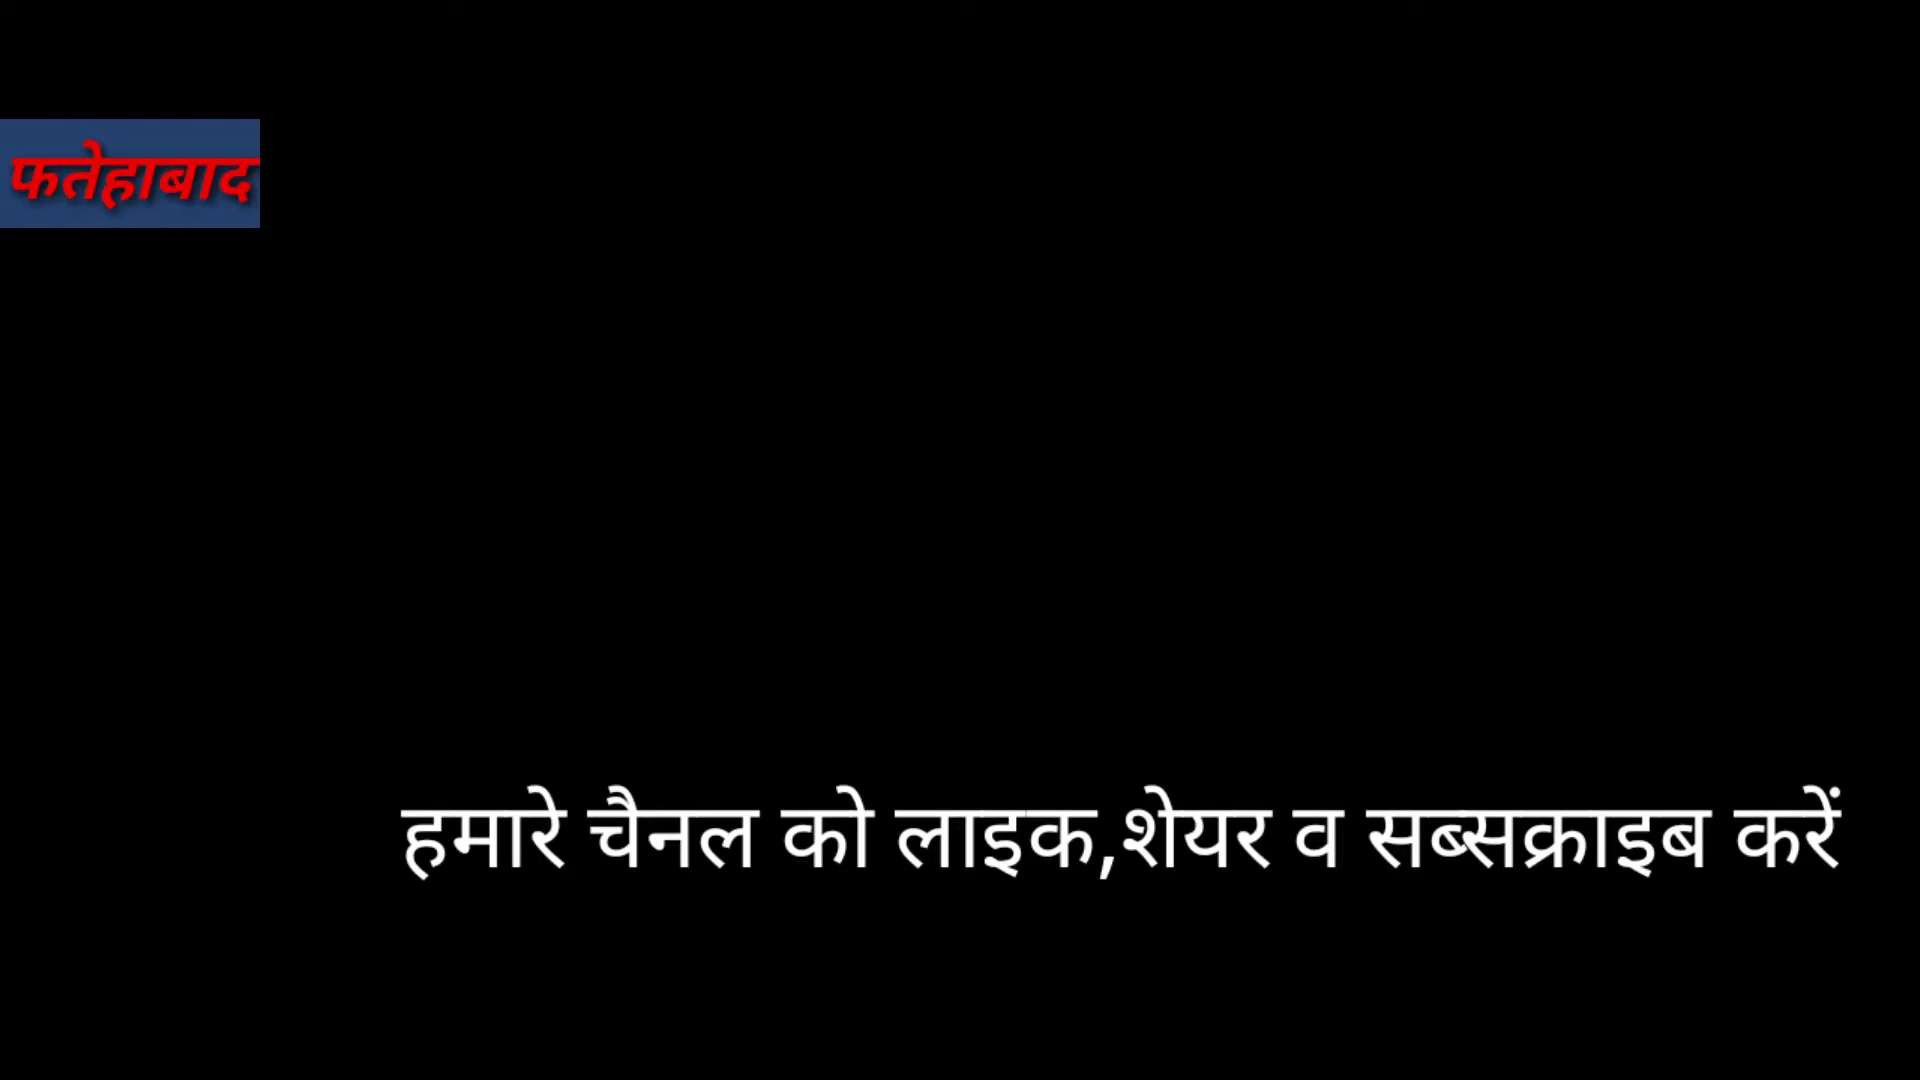 फतेहाबाद
हमारे चैनल को लाइक,शेयर व सब्सक्राइब करें